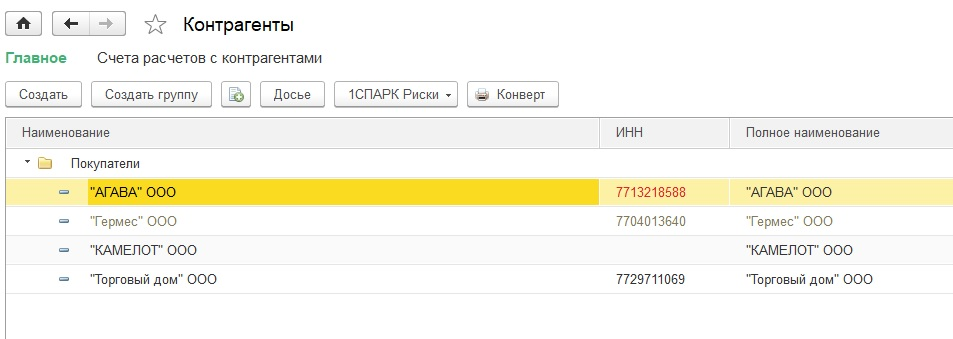 Контрагенты
Главное Счета расчетов с контрагентами
Создать Создать группу Досье 1СПАРК Риски Конверт
Наименование ИНН Полное наименование
Покупатели
"АГАВА" ООО 7713218588 "АГАВА" ООО
"Гермес" ООО 7704013640 "Гермес" ООО
"КАМЕЛОТ" ООО "КАМЕЛОТ" ООО
"Торговый дом" ООО 7729711069 "Торговый дом" ООО